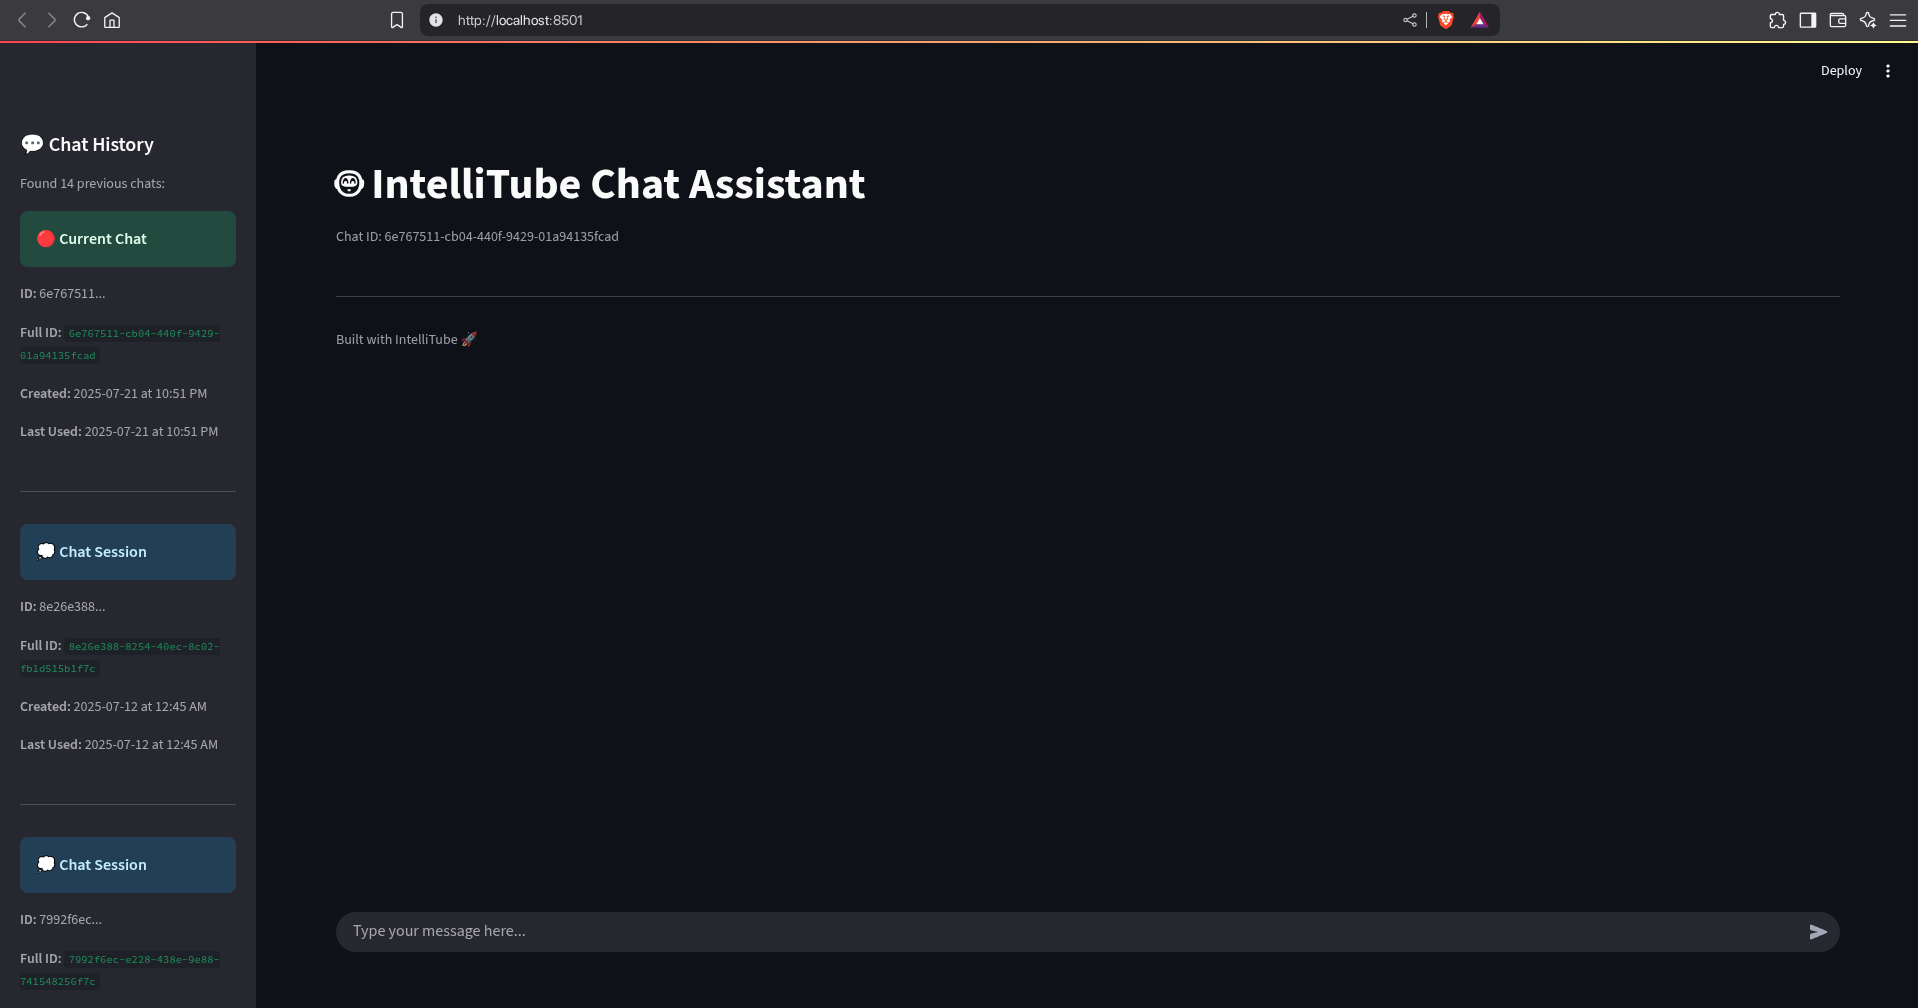 http://localhost:8501
Deploy
💬 Chat History
Found 14 previous chats:
🔴 Current Chat
ID: 6e767511...
Full ID: 6e767511-cb04-440f-9429-
01a94135fcad
Created: 2025-07-21 at 10:51 PM
Last Used: 2025-07-21 at 10:51 PM
💭 Chat Session
ID: 8e26e388...
Full ID: 8e26e388-8254-40ec-8c02-
fb1d515b1f7c
Created: 2025-07-12 at 12:45 AM
Last Used: 2025-07-12 at 12:45 AM
💭 Chat Session
ID: 7992f6ec...
Full ID: 7992f6ec-e228-438e-9e88-
741548256f7c
IntelliTube Chat Assistant
Chat ID: 6e767511-cb04-440f-9429-01a94135fcad
Built with IntelliTube 🚀
Type your message here...